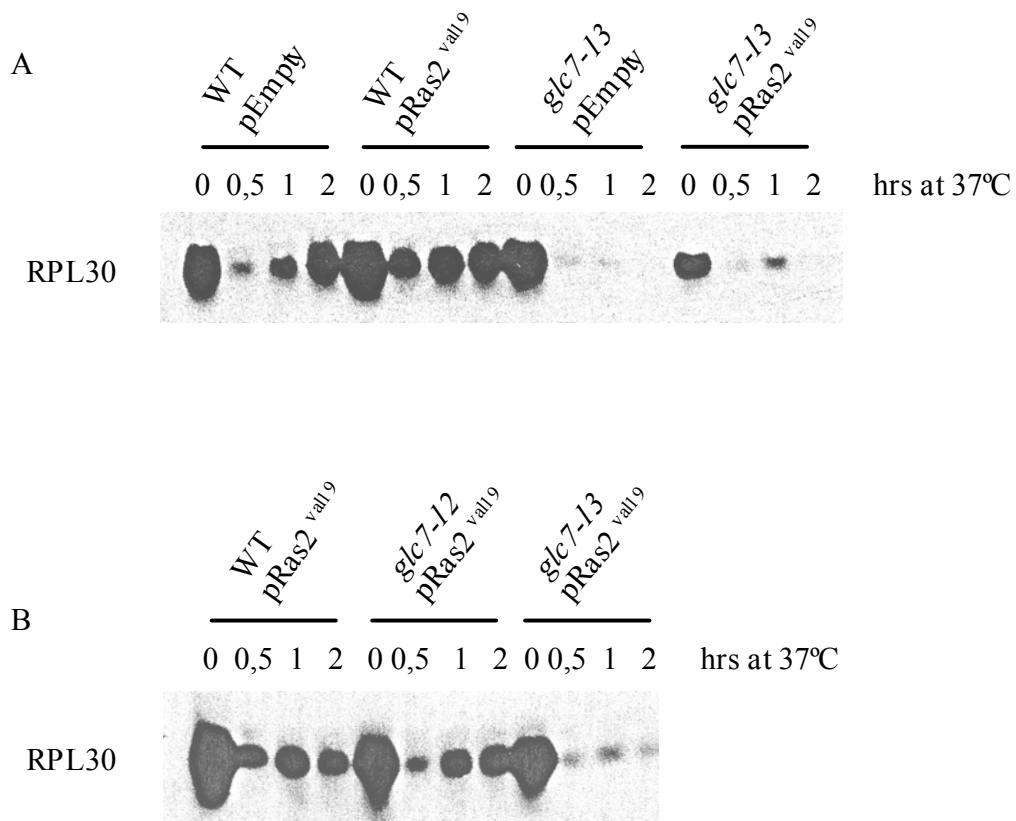 A
WT pEmpty
WT pRas2 val19
glc7-13 pEmpty
glc7-13 pRas2 val19
0 0,5 1 2 0 0,5 1 2 0 0,5 1 2 0 0,5 1 2 hrs at 37ºC
RPL30
B
WT pRas2 val19
glc7-12 pRas2 val19
glc7-13 pRas2 val19
0 0,5 1 2 0 0,5 1 2 0 0,5 1 2 hrs at 37ºC
RPL30